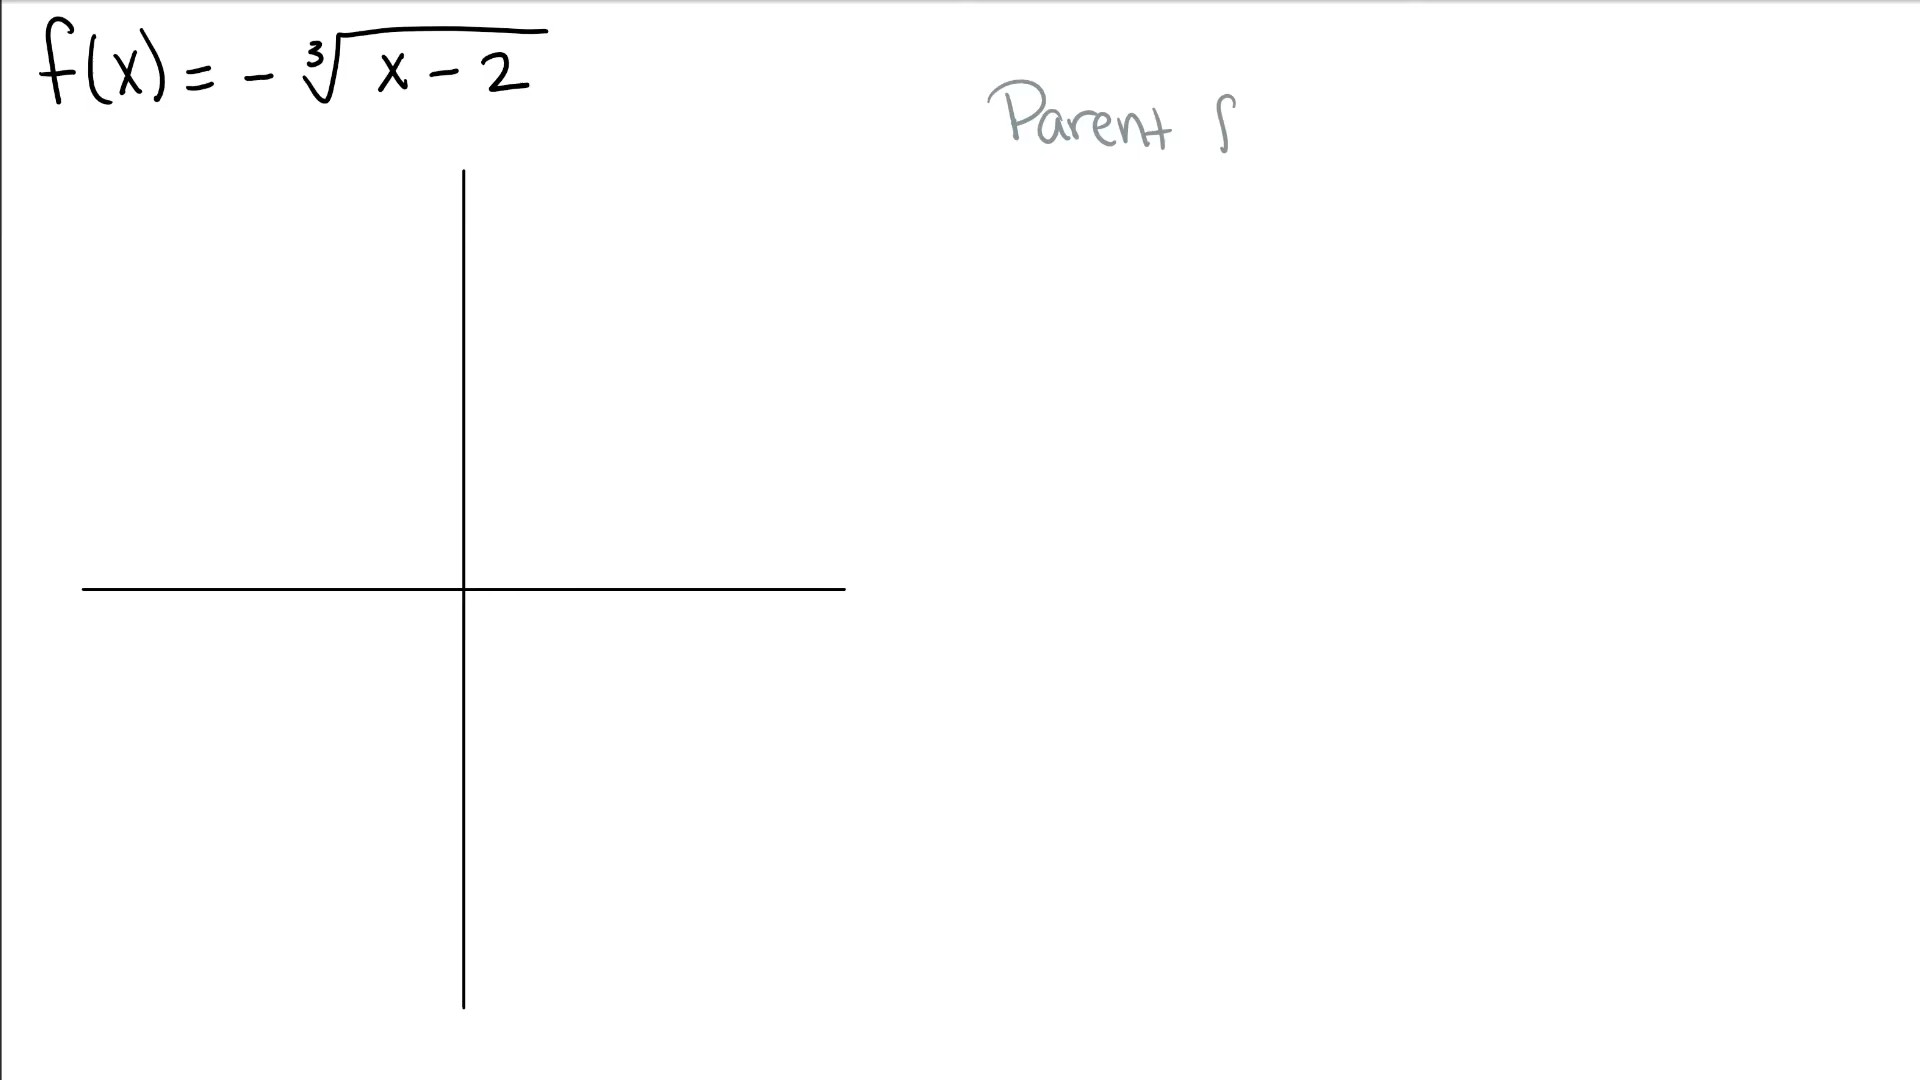 f(x) = - ∛(x - 2)
Parent f